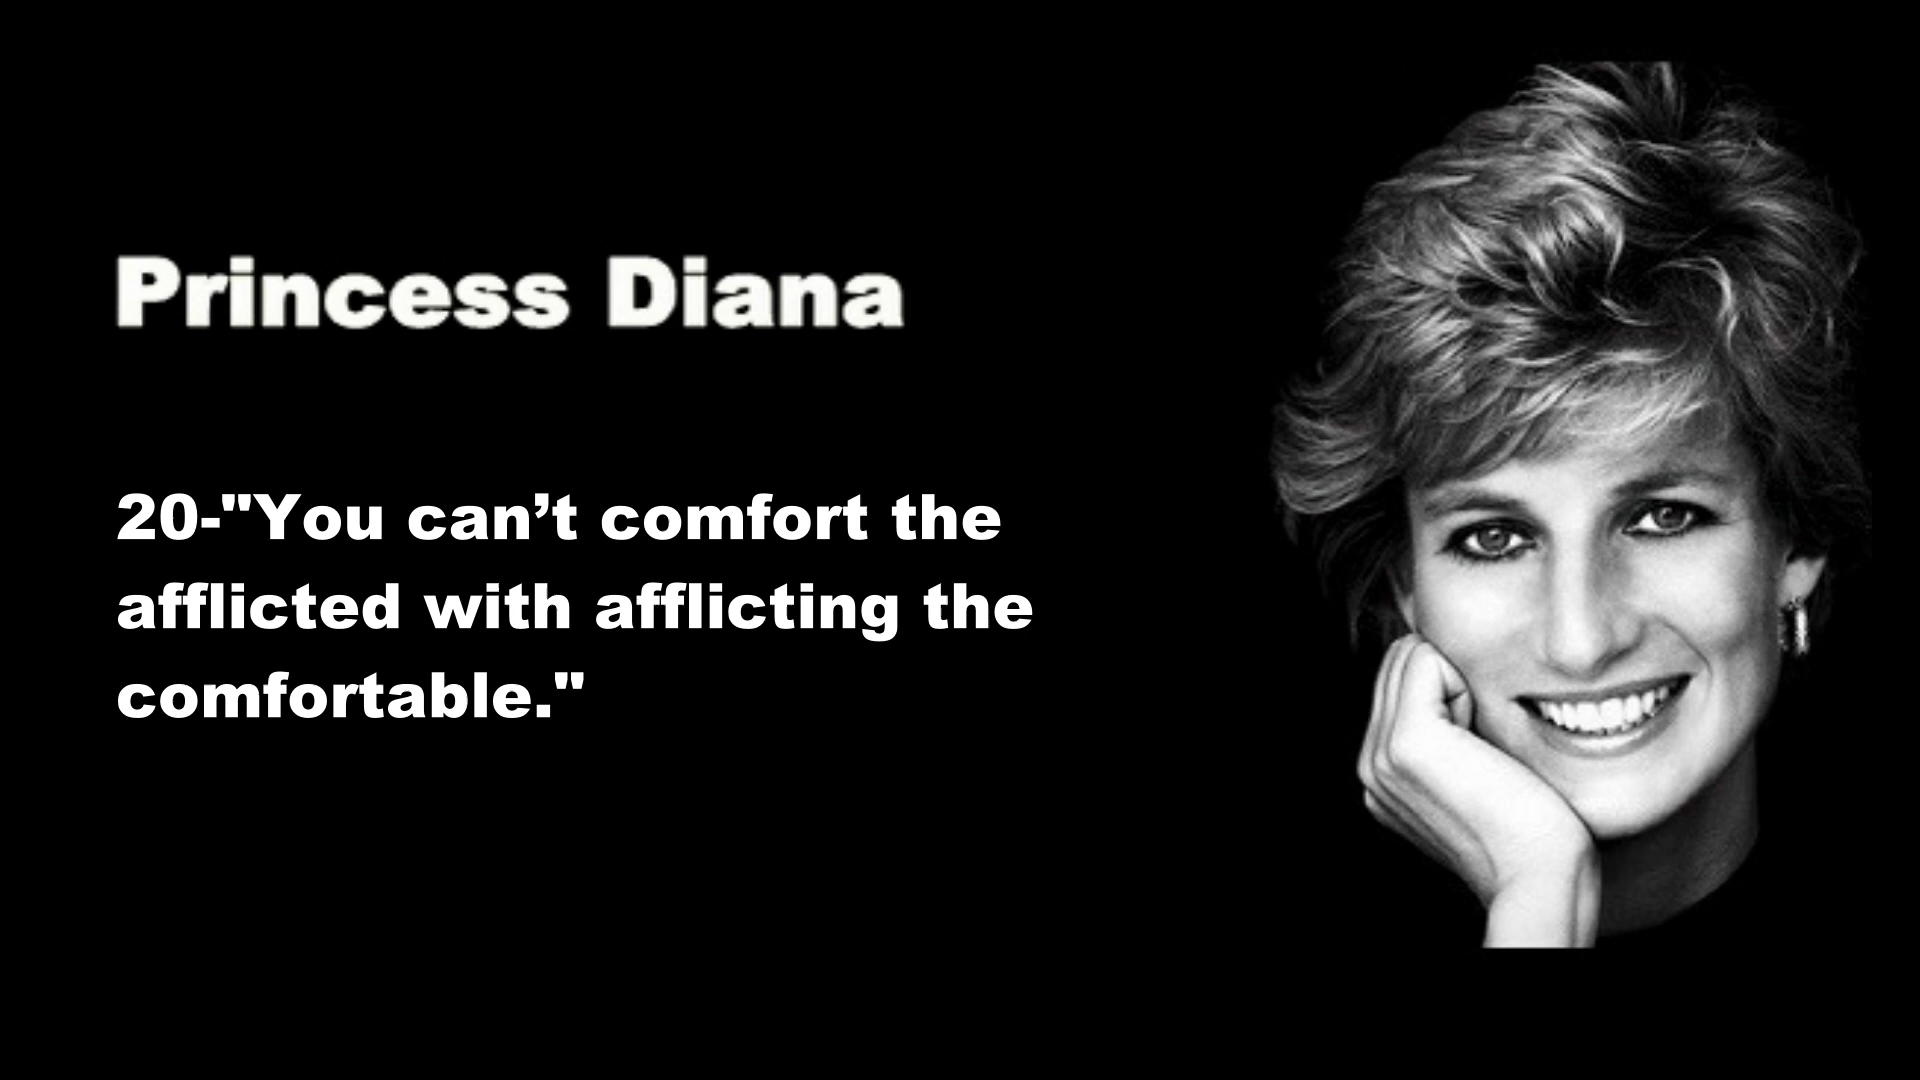 Princess Diana
20-"You can’t comfort the
afflicted with afflicting the
comfortable."